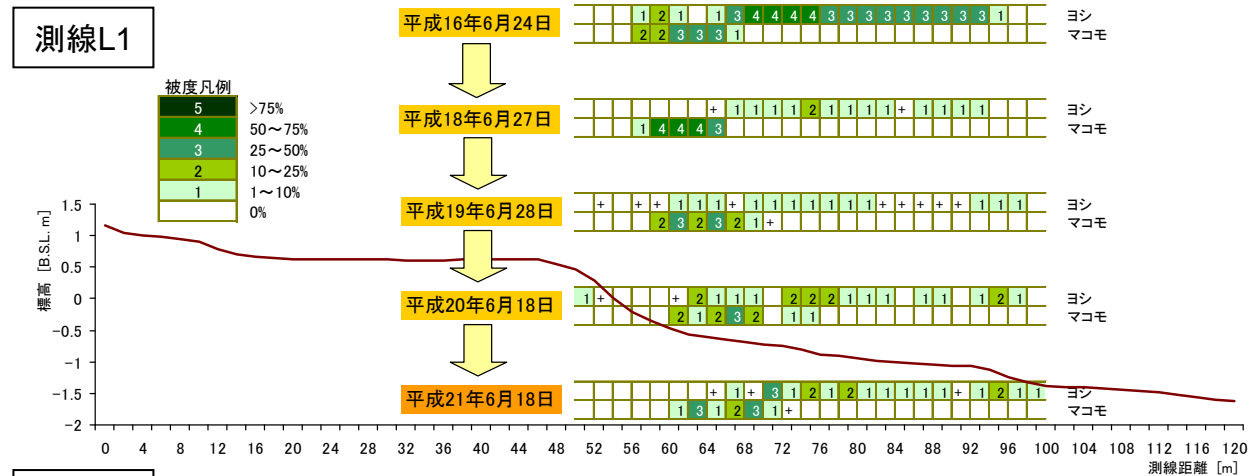 測線L1
平成16年6月24日
1 2 1 1 3 4 4 4 4 3 3 3 3 3 3 3 3 3 1 ヨシ
2 2 3 3 3 1 マコモ
被度凡例
5 >75%
4 50～75%
3 25～50%
2 10～25%
1 1～10%
0%
平成18年6月27日
+ 1 1 1 1 2 1 1 1 1 + 1 1 1 1 ヨシ
1 4 4 4 3 マコモ
平成19年6月28日
+ + + 1 1 1 + 1 1 1 1 1 1 1 + + + + + 1 1 1 ヨシ
2 3 2 3 2 1 + マコモ
平成20年6月18日
1 + + 2 1 1 1 2 2 2 1 1 1 1 1 1 2 1 ヨシ
2 1 2 3 2 1 1 マコモ
平成21年6月18日
+ 1 + 3 1 2 1 2 1 1 1 1 1 + 1 2 1 1 ヨシ
1 3 1 2 3 1 + マコモ
標高 [B.S.L. m]
1.5
1
0.5
0
−0.5
−1
−1.5
−2
0 4 8 12 16 20 24 28 32 36 40 44 48 52 56 60 64 68 72 76 80 84 88 92 96 100 104 108 112 116 120
測線距離 [m]